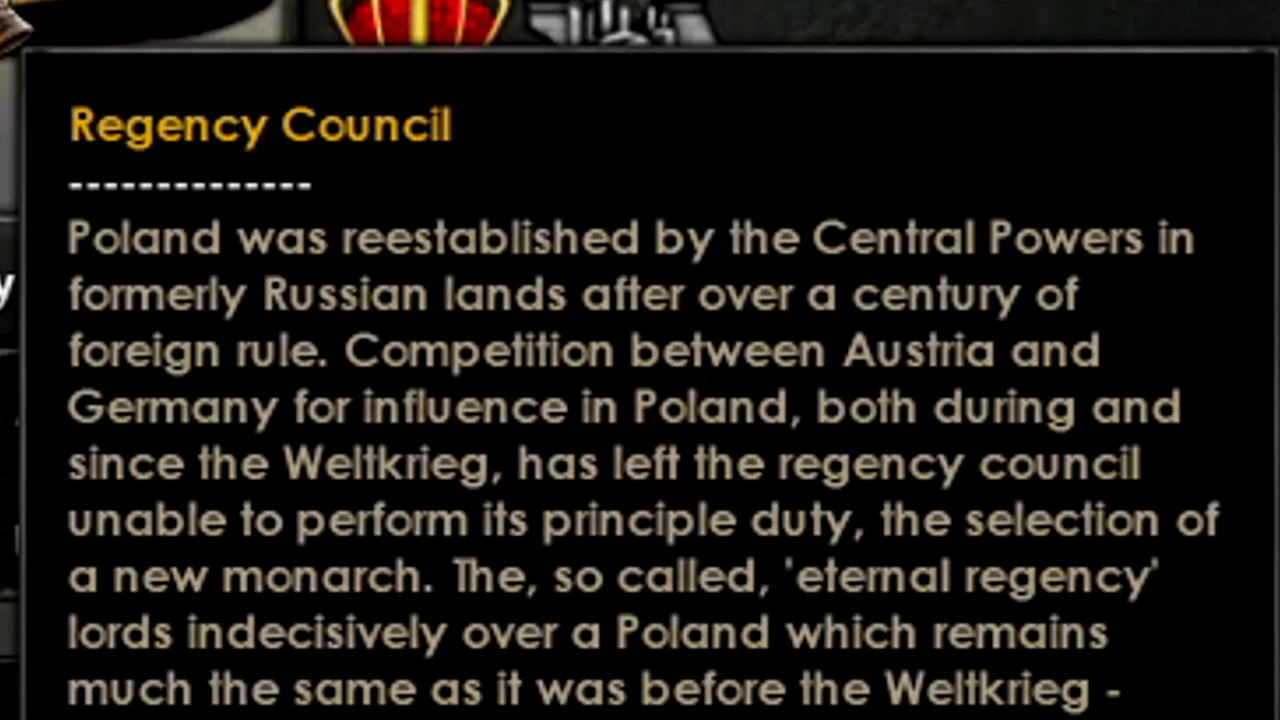 Regency Council
--------------
Poland was reestablished by the Central Powers in
formerly Russian lands after over a century of
foreign rule. Competition between Austria and
Germany for influence in Poland, both during and
since the Weltkrieg, has left the regency council
unable to perform its principle duty, the selection of
a new monarch. The, so called, 'eternal regency'
lords indecisively over a Poland which remains
much the same as it was before the Weltkrieg -
y